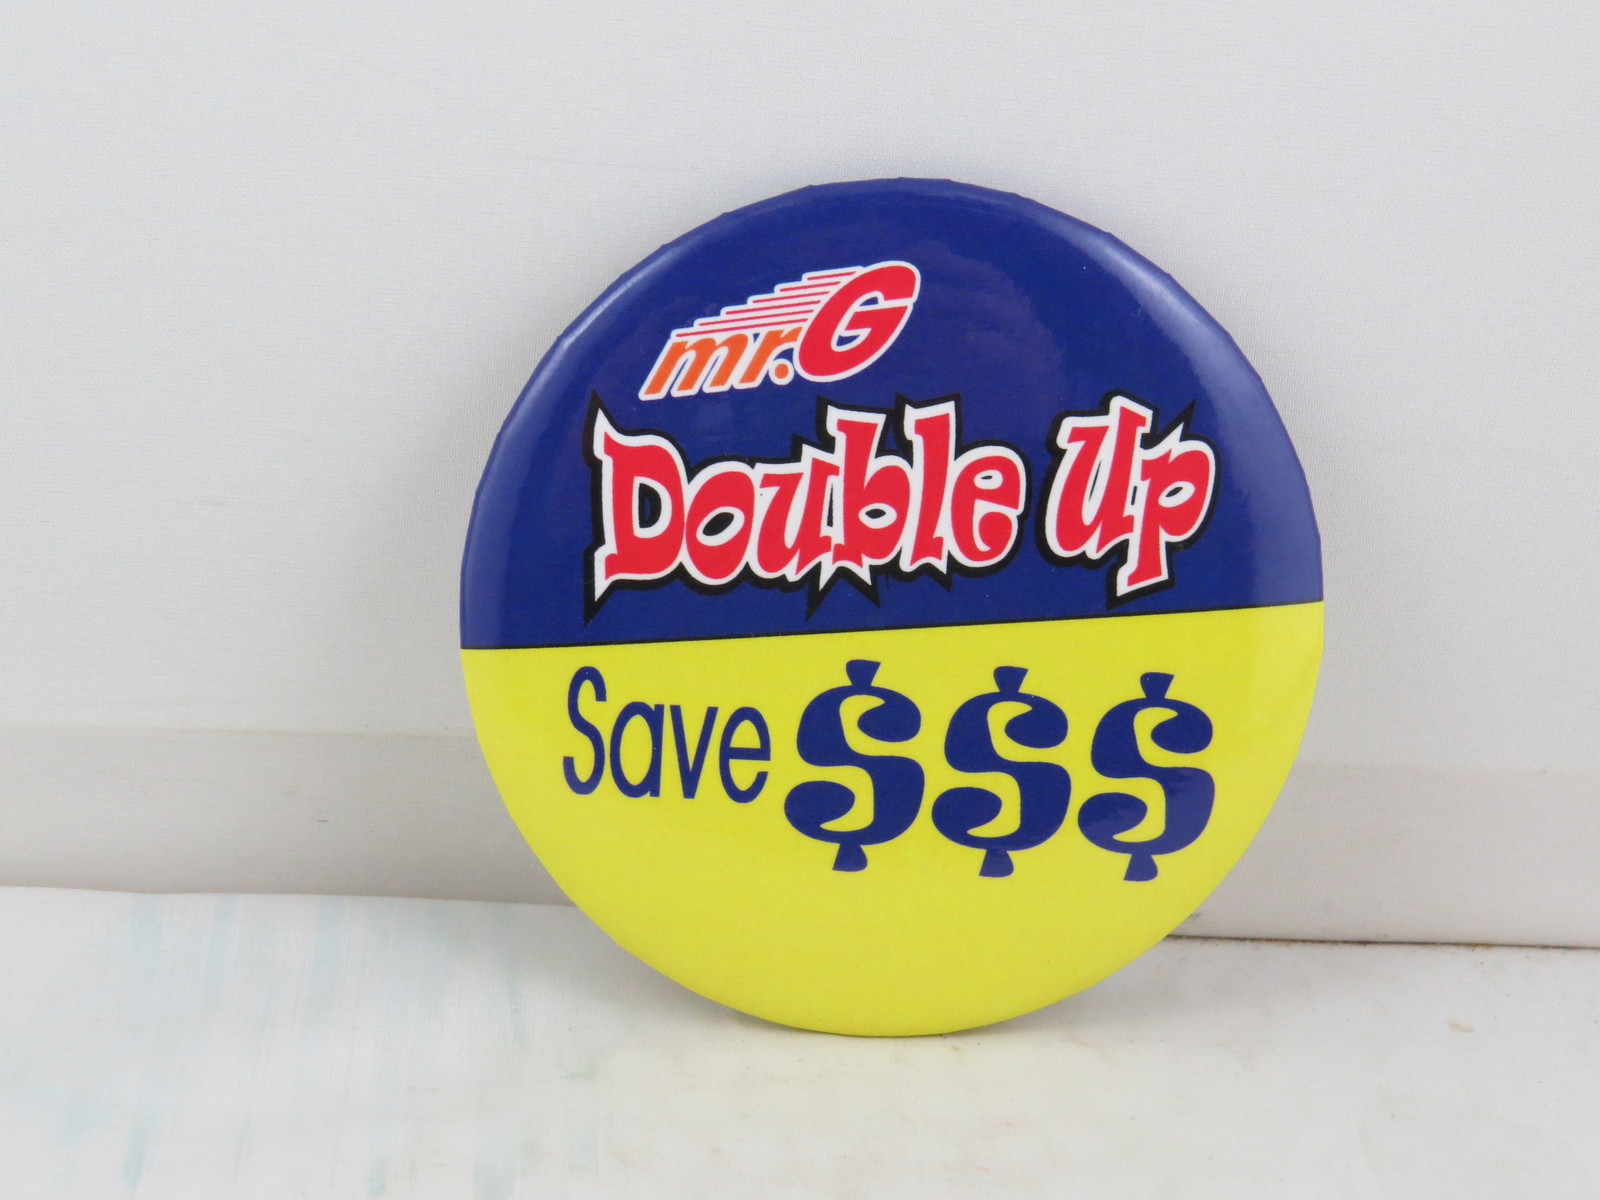 mr.G
Double Up
Save $$$